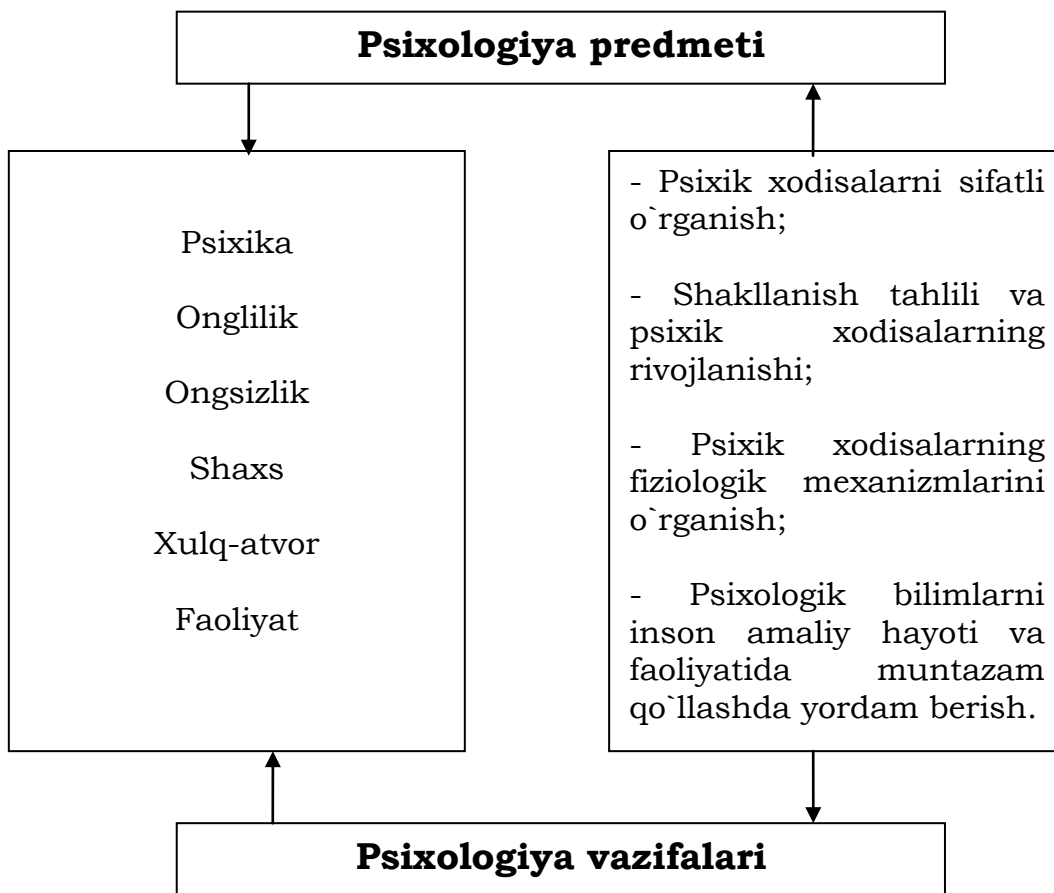 Psixologiya predmeti
Psixika
Onglilik
Ongsizlik
Shaxs
Xulq-atvor
Faoliyat
- Psixik xodisalarni sifatli
o`rganish;
- Shakllanish tahlili va
psixik xodisalarning
rivojlanishi;
- Psixik xodisalarning
fiziologik mexanizmlarini
o`rganish;
- Psixologik bilimlarni
inson amaliy hayoti va
faoliyatida muntazam
qo`llashda yordam berish.
Psixologiya vazifalari